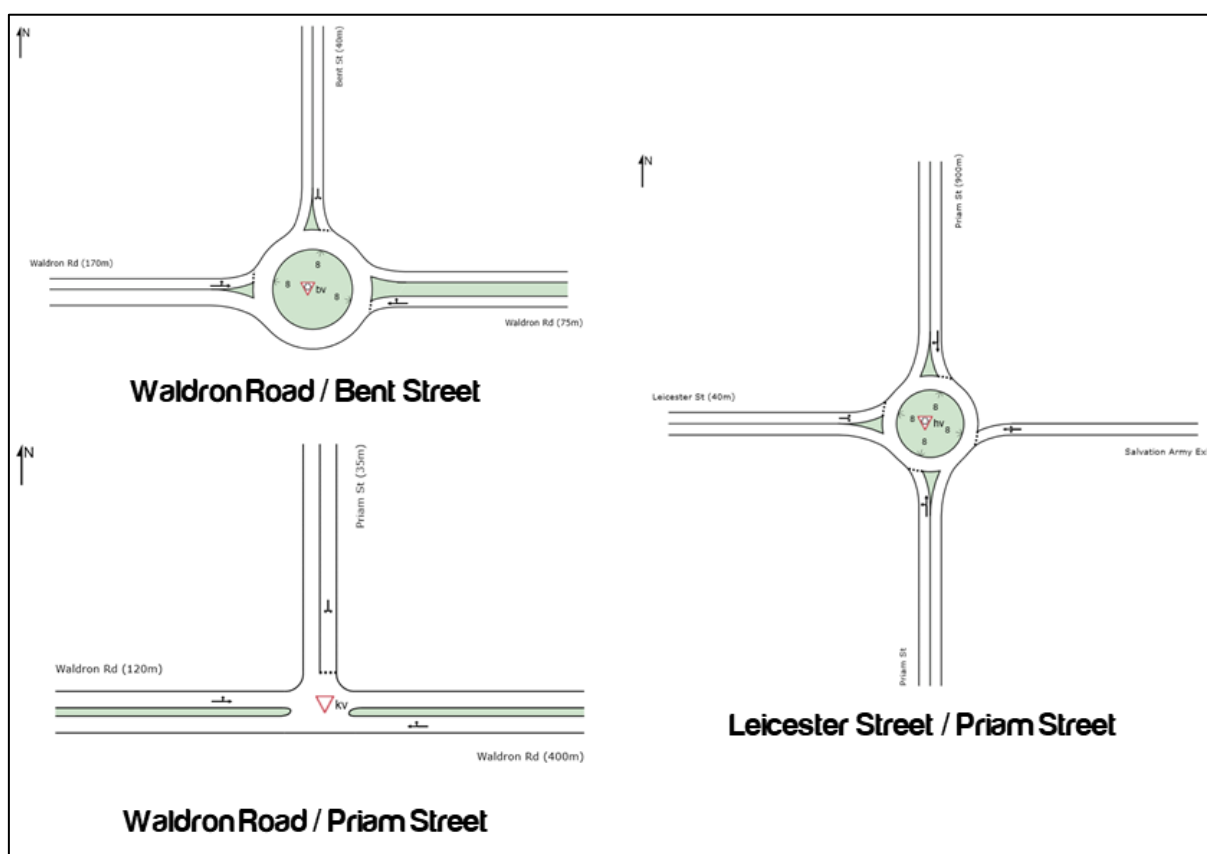 N
Bent St (40m)
Waldron Rd (170m)
8
8
bv
8
Waldron Rd (75m)
Waldron Road / Bent Street
N
Priam St (35m)
Waldron Rd (120m)
kv
Waldron Rd (400m)
Waldron Road / Priam Street
N
Priam St (900m)
Leicester St (40m)
8
8
hv
8
8
Salvation Army Ex
Priam St
Leicester Street / Priam Street